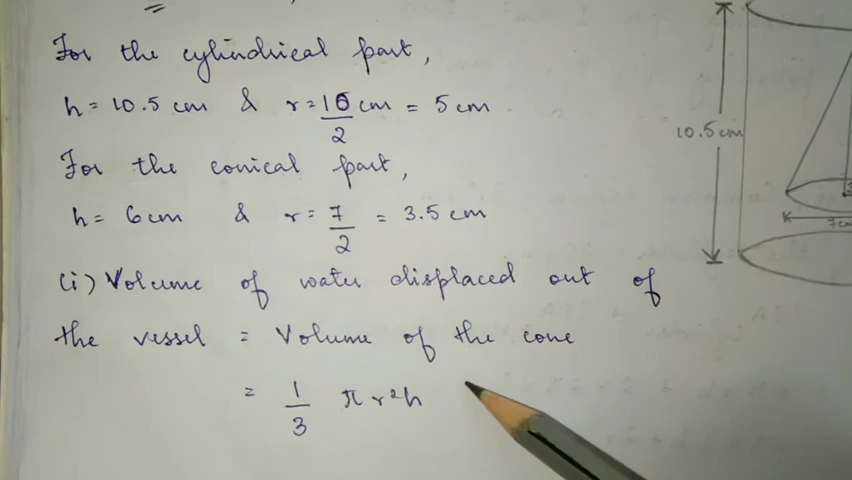 For the cylindrical part,
h = 10.5 cm & r = 10/2 cm = 5 cm
For the conical part,
h = 6 cm & r = 7/2 = 3.5 cm
(i) Volume of water displaced out of
the vessel = Volume of the cone
= 1/3 πr²h
10.5 cm
7cm